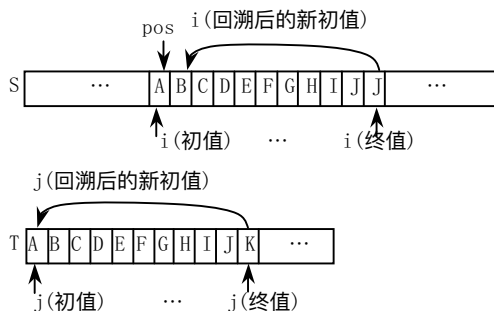 pos i(回溯后的新初值)
S … A B C D E F G H I J J …
i(初值) … i(终值)
j(回溯后的新初值)
T A B C D E F G H I J K …
j(初值) … j(终值)